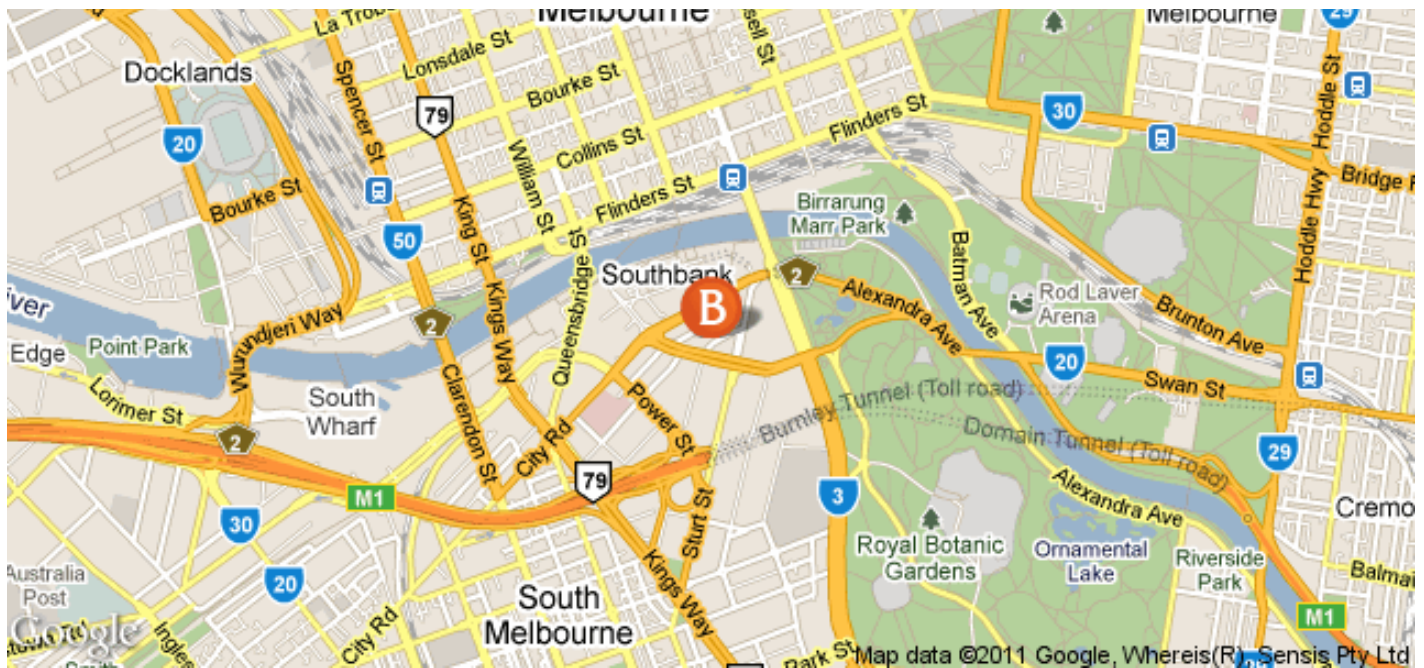 Melbourne
Melbourne
29
La Trobe
Lonsdale St
Bourke St
Docklands
Spencer St
79
20
30
Hoddle St
Flinders St
Collins St
William St
Bridge
Bourke St
Flinders St
King St
Birrarung
Marr Park
Hoddle Hwy
50
Queensbridge St
Southbank
2
Batman Ave
Alexandra Ave
Rod Laver
Arena
Brunton Ave
B
Wurundjeri Way
Kings Way
2
Edge
Point Park
20
Swan St
Clarendon St
Lorimer St
South
Wharf
Power St
Burnley Tunnel (Toll road)
Domain Tunnel (Toll road)
2
City Rd
79
29
M1
3
Alexandra Ave
30
Sturt St
Cremo
Royal Botanic
Gardens
Ornamental
Lake
Riverside
Park
Australia
Post
20
Kings Way
Balmai
South
Melbourne
City Rd
M1
Google
Ingles
Park St
Map data ©2011 Google, Whereis(R), Sensis Pty Ltd